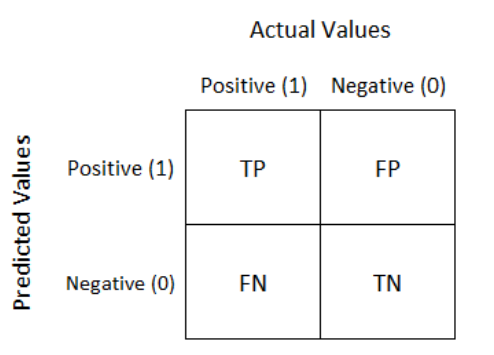 Actual Values
Positive (1) Negative (0)
Predicted Values
Positive (1) TP FP
Negative (0) FN TN